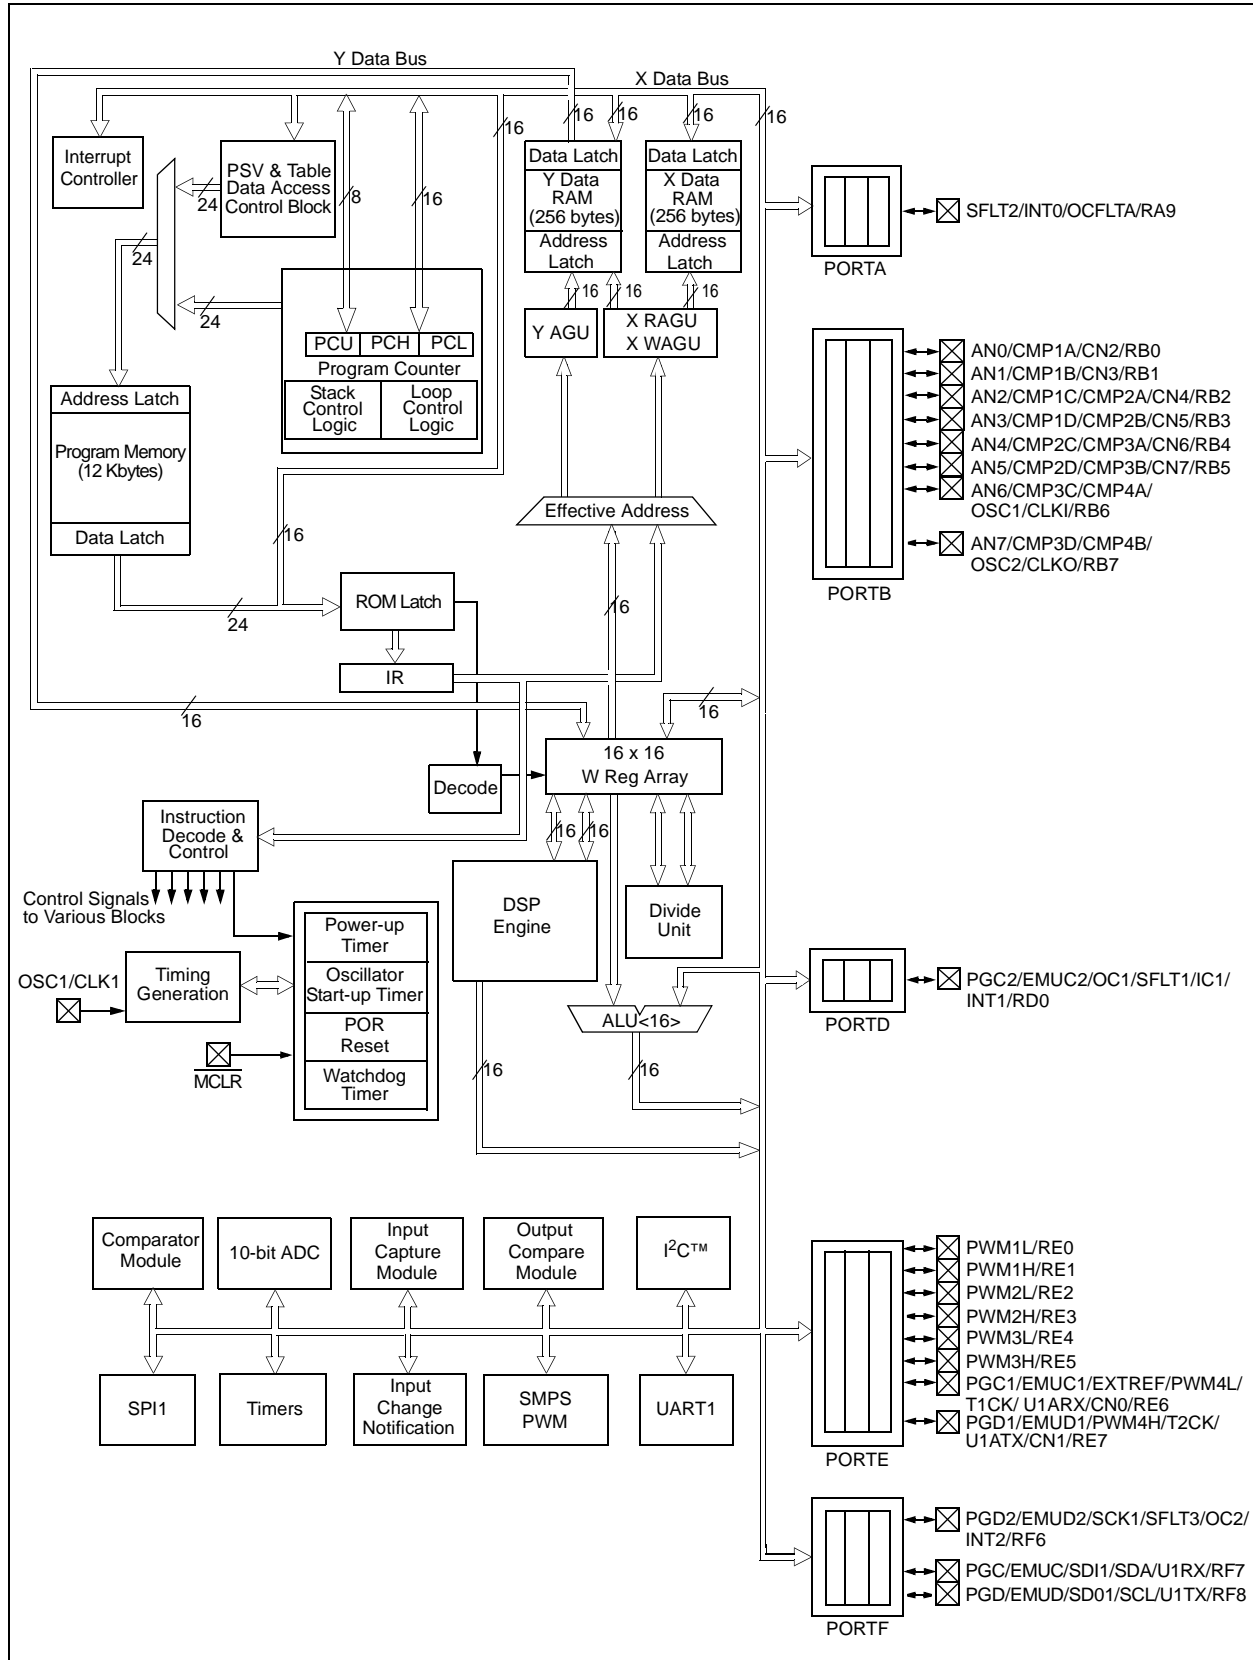 Y Data Bus
X Data Bus
16
16
16
16
16
Interrupt
Controller
PSV & Table
Data Access
Control Block
24
8
16
24
24
Data Latch
Y Data
RAM
(256 bytes)
Address
Latch
Data Latch
X Data
RAM
(256 bytes)
Address
Latch
16
16
16
Y AGU
X RAGU
X WAGU
PCU
PCH
PCL
Program Counter
Stack
Control
Logic
Loop
Control
Logic
Address Latch
Program Memory
(12 Kbytes)
Data Latch
Effective Address
16
24
ROM Latch
16
IR
16
16
16 x 16
W Reg Array
Decode
Instruction
Decode &
Control
16
16
Control Signals
to Various Blocks
DSP
Engine
Divide
Unit
Power-up
Timer
Oscillator
Start-up Timer
POR
Reset
Watchdog
Timer
OSC1/CLK1
Timing
Generation
MCLR
ALU<16>
16
16
Comparator
Module
10-bit ADC
Input
Capture
Module
Output
Compare
Module
I²C™
SPI1
Timers
Input
Change
Notification
SMPS
PWM
UART1
SFLT2/INT0/OCFLTA/RA9
PORTA
AN0/CMP1A/CN2/RB0
AN1/CMP1B/CN3/RB1
AN2/CMP1C/CMP2A/CN4/RB2
AN3/CMP1D/CMP2B/CN5/RB3
AN4/CMP2C/CMP3A/CN6/RB4
AN5/CMP2D/CMP3B/CN7/RB5
AN6/CMP3C/CMP4A/
OSC1/CLKI/RB6
AN7/CMP3D/CMP4B/
OSC2/CLKO/RB7
PORTB
PGC2/EMUC2/OC1/SFLT1/IC1/
INT1/RD0
PORTD
PWM1L/RE0
PWM1H/RE1
PWM2L/RE2
PWM2H/RE3
PWM3L/RE4
PWM3H/RE5
PGC1/EMUC1/EXTREF/PWM4L/
T1CK/ U1ARX/CN0/RE6
PGD1/EMUD1/PWM4H/T2CK/
U1ATX/CN1/RE7
PORTE
PGD2/EMUD2/SCK1/SFLT3/OC2/
INT2/RF6
PGC/EMUC/SDI1/SDA/U1RX/RF7
PGD/EMUD/SD01/SCL/U1TX/RF8
PORTF